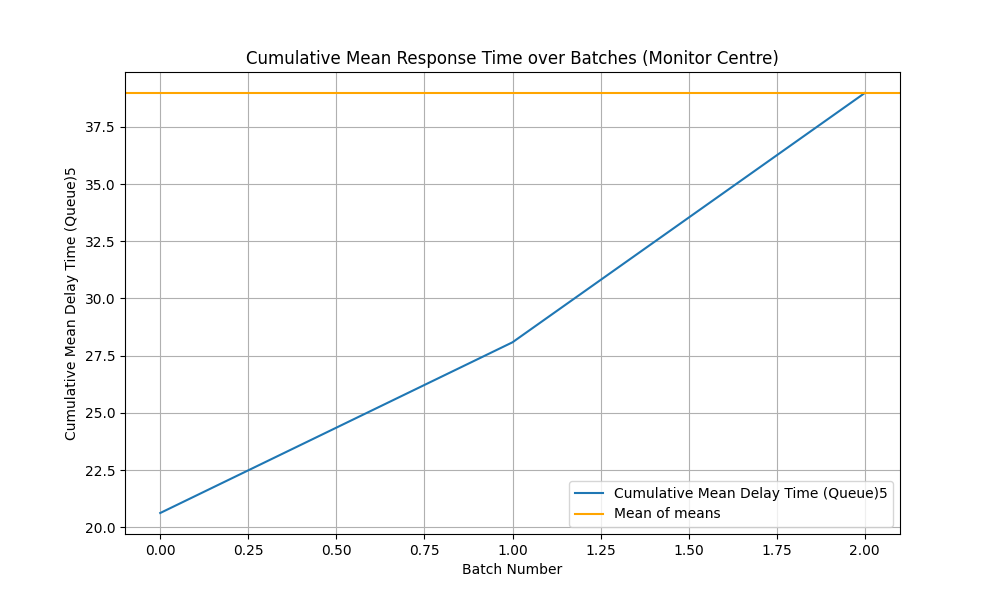 Cumulative Mean Response Time over Batches (Monitor Centre)
Cumulative Mean Delay Time (Queue)5
37.5
35.0
32.5
30.0
27.5
25.0
22.5
20.0
Cumulative Mean Delay Time (Queue)5
Mean of means
0.00 0.25 0.50 0.75 1.00 1.25 1.50 1.75 2.00
Batch Number